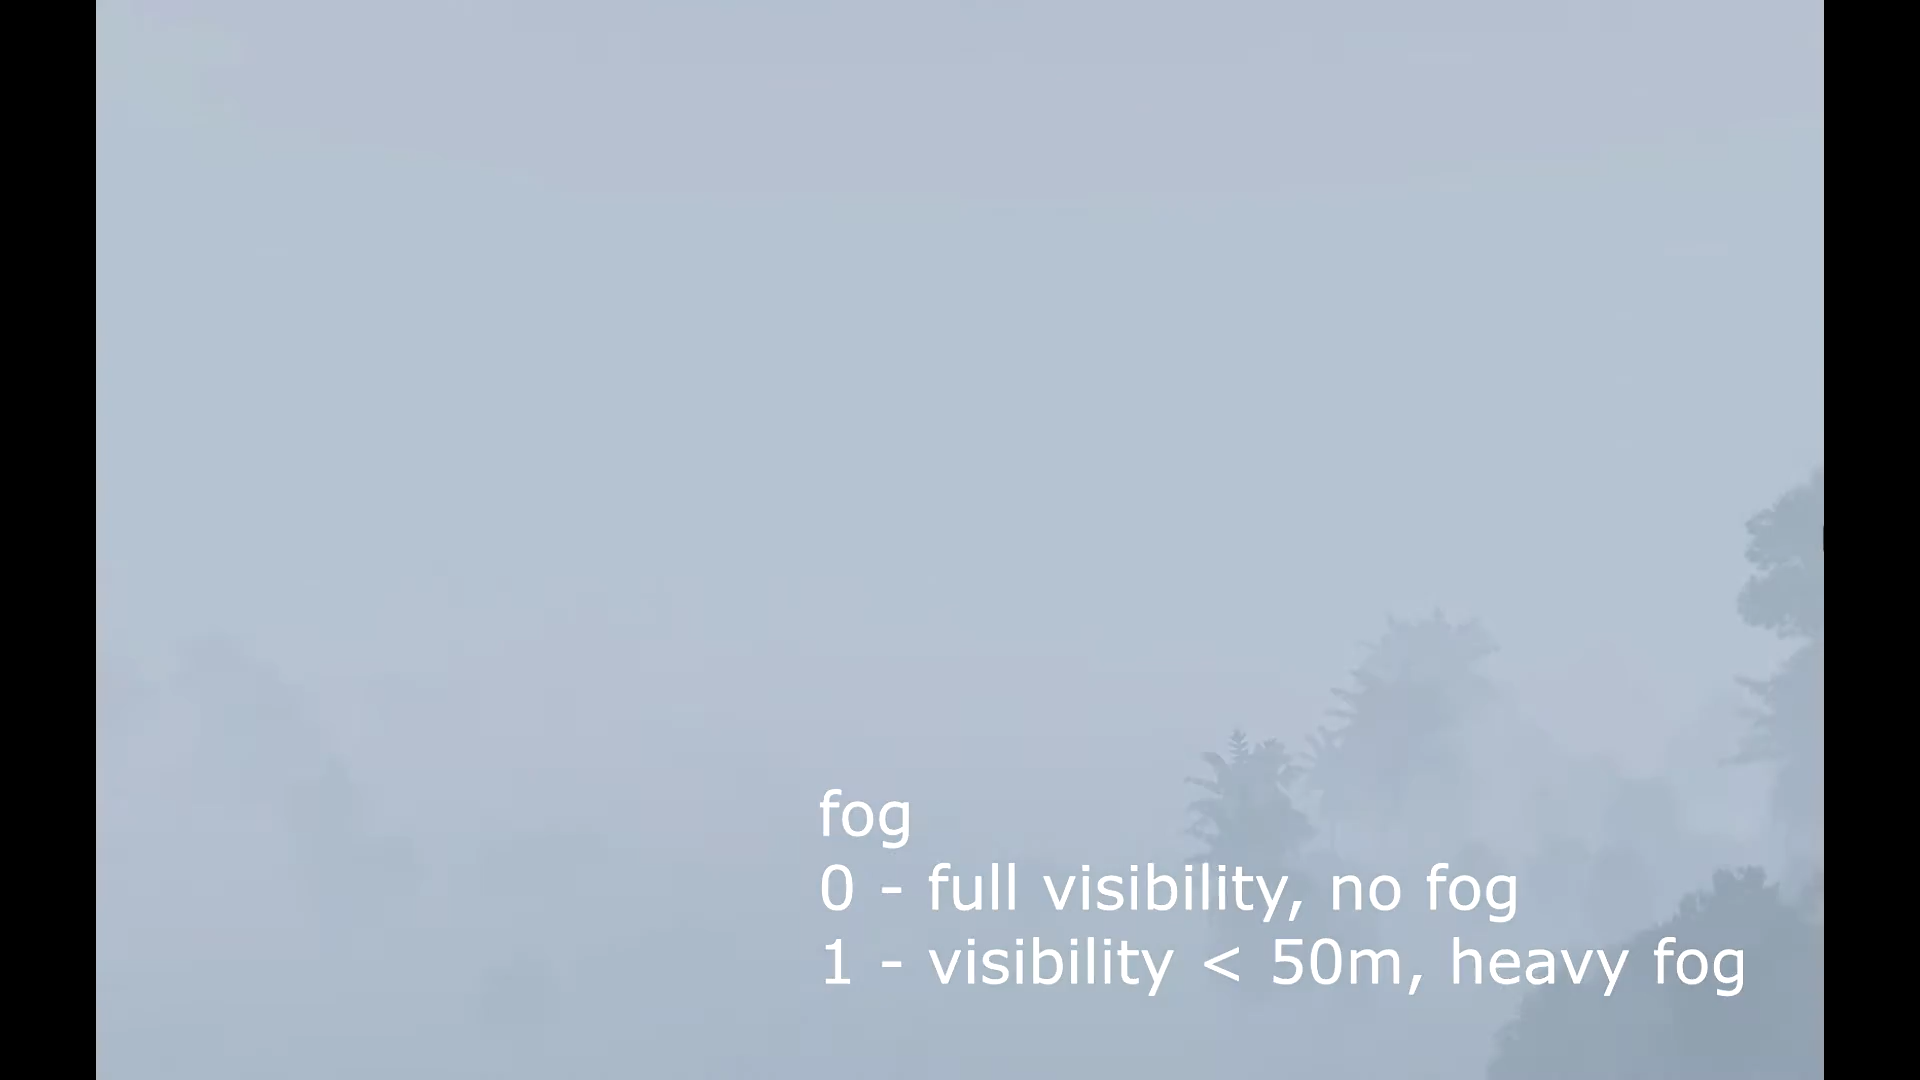 fog
0 - full visibility, no fog
1 - visibility < 50m, heavy fog